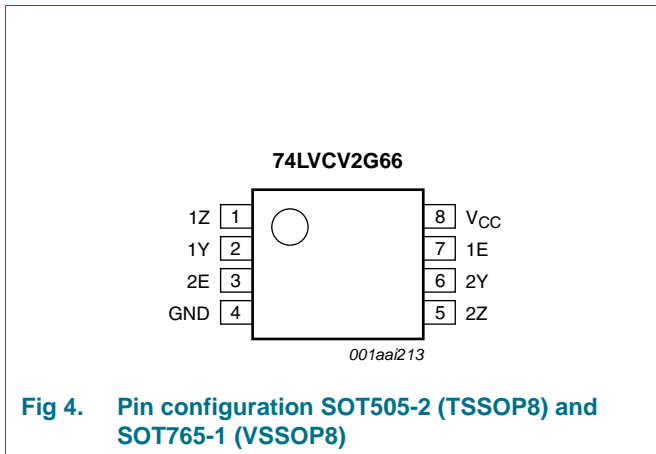 74LVCV2G66
1Z 1 8 VCC
1Y 2 7 1E
2E 3 6 2Y
GND 4 5 2Z
001aai213
Fig 4. Pin configuration SOT505-2 (TSSOP8) and
SOT765-1 (VSSOP8)